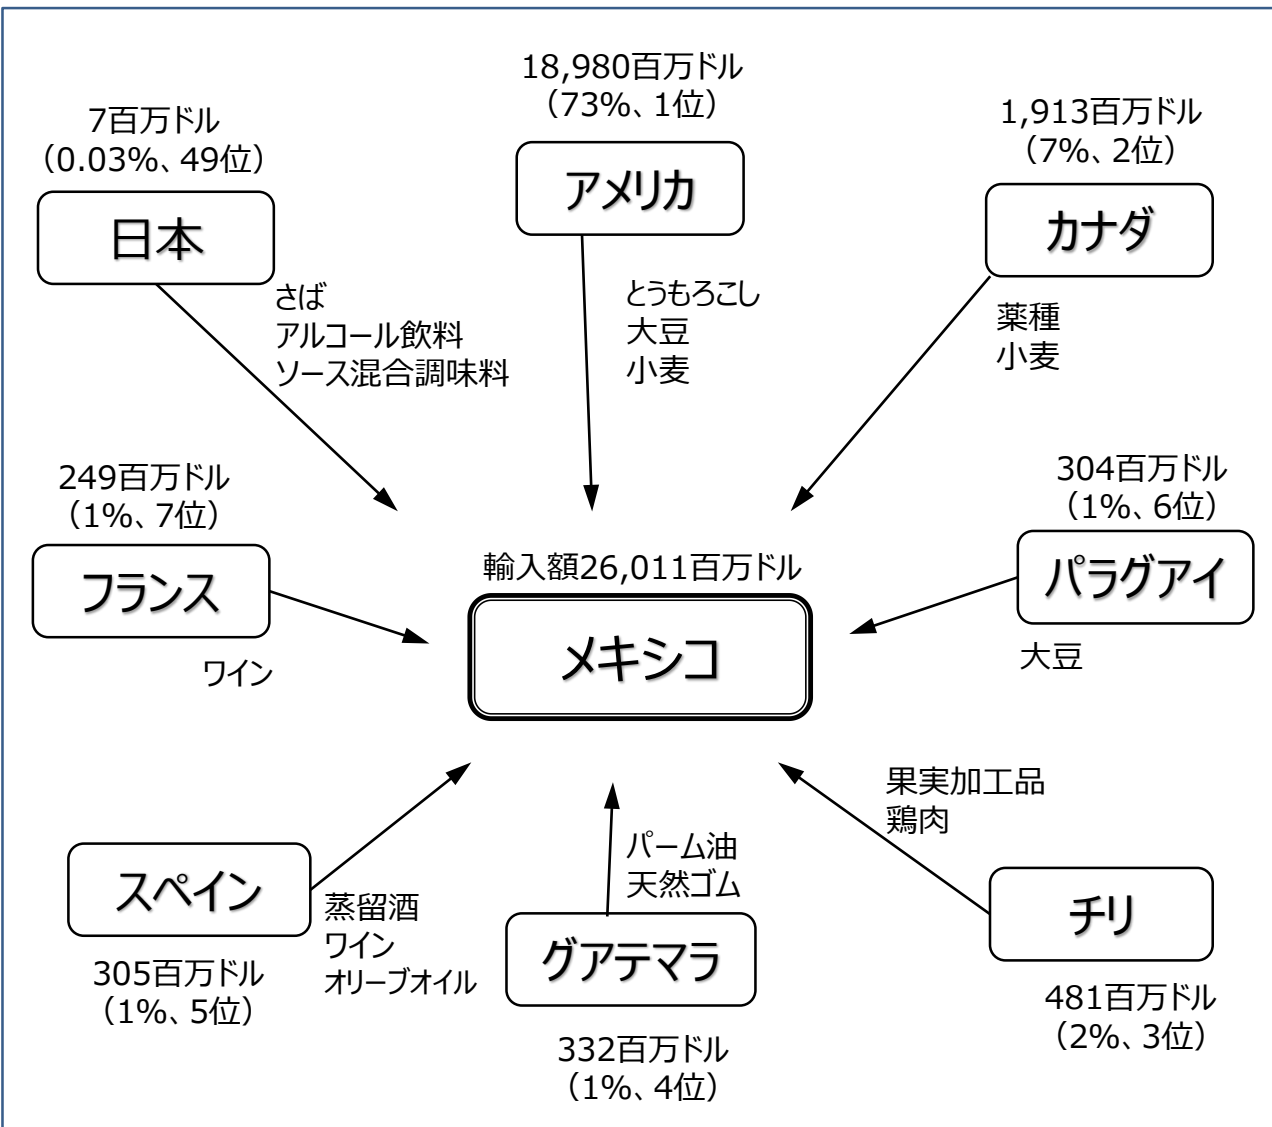 18,980百万ドル
（73%、1位）
アメリカ
とうもろこし
大豆
小麦
7百万ドル
（0.03%、49位）
日本
さば
アルコール飲料
ソース混合調味料
1,913百万ドル
（7%、2位）
カナダ
薬種
小麦
249百万ドル
（1%、7位）
フランス
ワイン
輸入額26,011百万ドル
メキシコ
304百万ドル
（1%、6位）
パラグアイ
大豆
スペイン
305百万ドル
（1%、5位）
蒸留酒
ワイン
オリーブオイル
パーム油
天然ゴム
グアテマラ
332百万ドル
（1%、4位）
果実加工品
鶏肉
チリ
481百万ドル
（2%、3位）